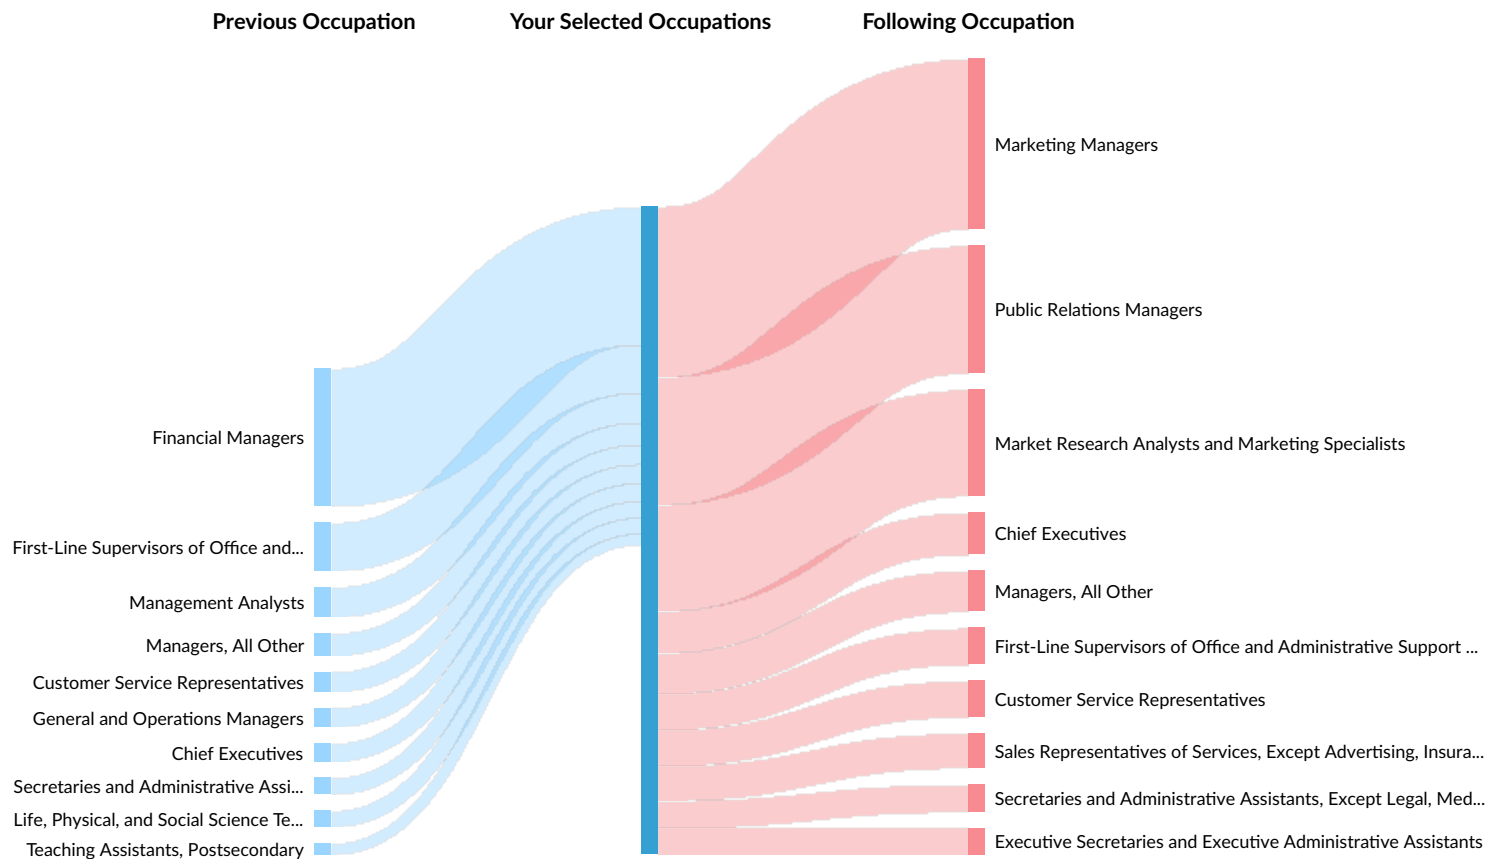 Previous Occupation
Your Selected Occupations
Following Occupation
Financial Managers
First-Line Supervisors of Office and...
Management Analysts
Managers, All Other
Customer Service Representatives
General and Operations Managers
Chief Executives
Secretaries and Administrative Assi...
Life, Physical, and Social Science Te...
Teaching Assistants, Postsecondary
Marketing Managers
Public Relations Managers
Market Research Analysts and Marketing Specialists
Chief Executives
Managers, All Other
First-Line Supervisors of Office and Administrative Support ...
Customer Service Representatives
Sales Representatives of Services, Except Advertising, Insura...
Secretaries and Administrative Assistants, Except Legal, Med...
Executive Secretaries and Executive Administrative Assistants